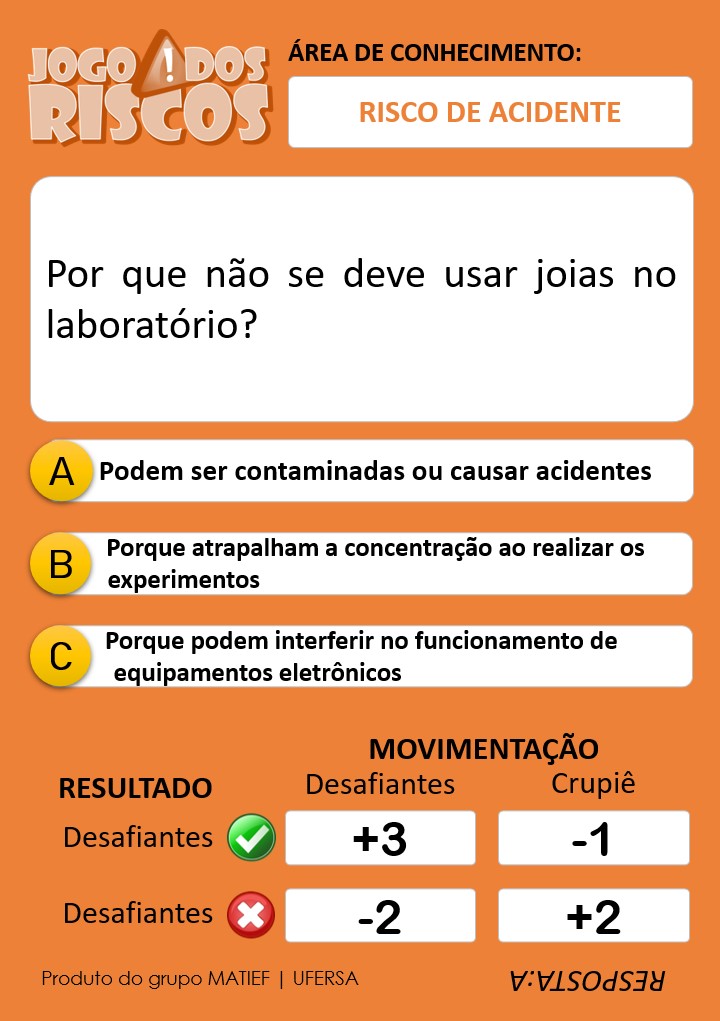 JOGO DOS
RISCOS
ÁREA DE CONHECIMENTO:
RISCO DE ACIDENTE
Por que não se deve usar joias no
laboratório?
A Podem ser contaminadas ou causar acidentes
B Porque atrapalham a concentração ao realizar os
experimentos
C Porque podem interferir no funcionamento de
equipamentos eletrônicos
MOVIMENTAÇÃO
RESULTADO Desafiantes Crupiê
Desafiantes +3 -1
Desafiantes -2 +2
Produto do grupo MATIEF | UFERSA
RESPOSTA:A